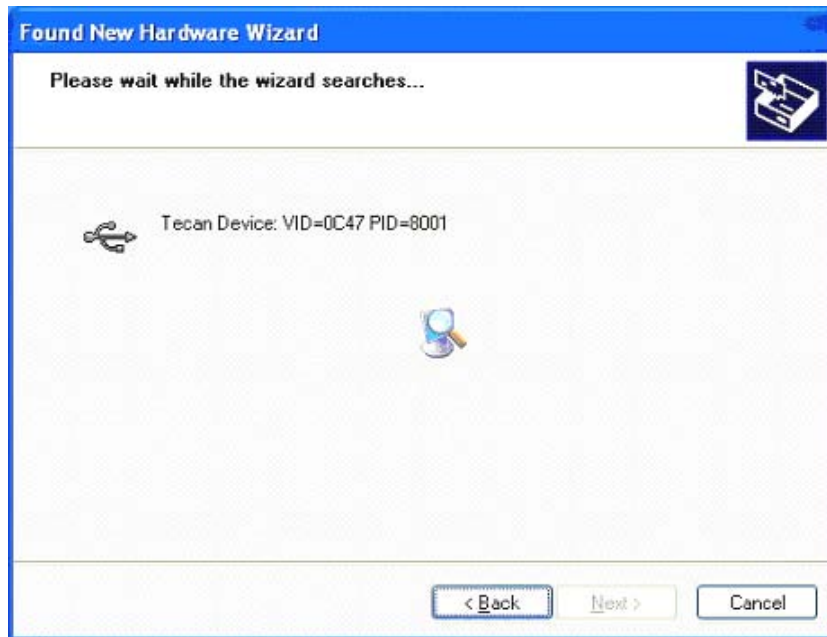 Found New Hardware Wizard
Please wait while the wizard searches...
Tecan Device: VID=0C47 PID=8001
< Back
Next >
Cancel